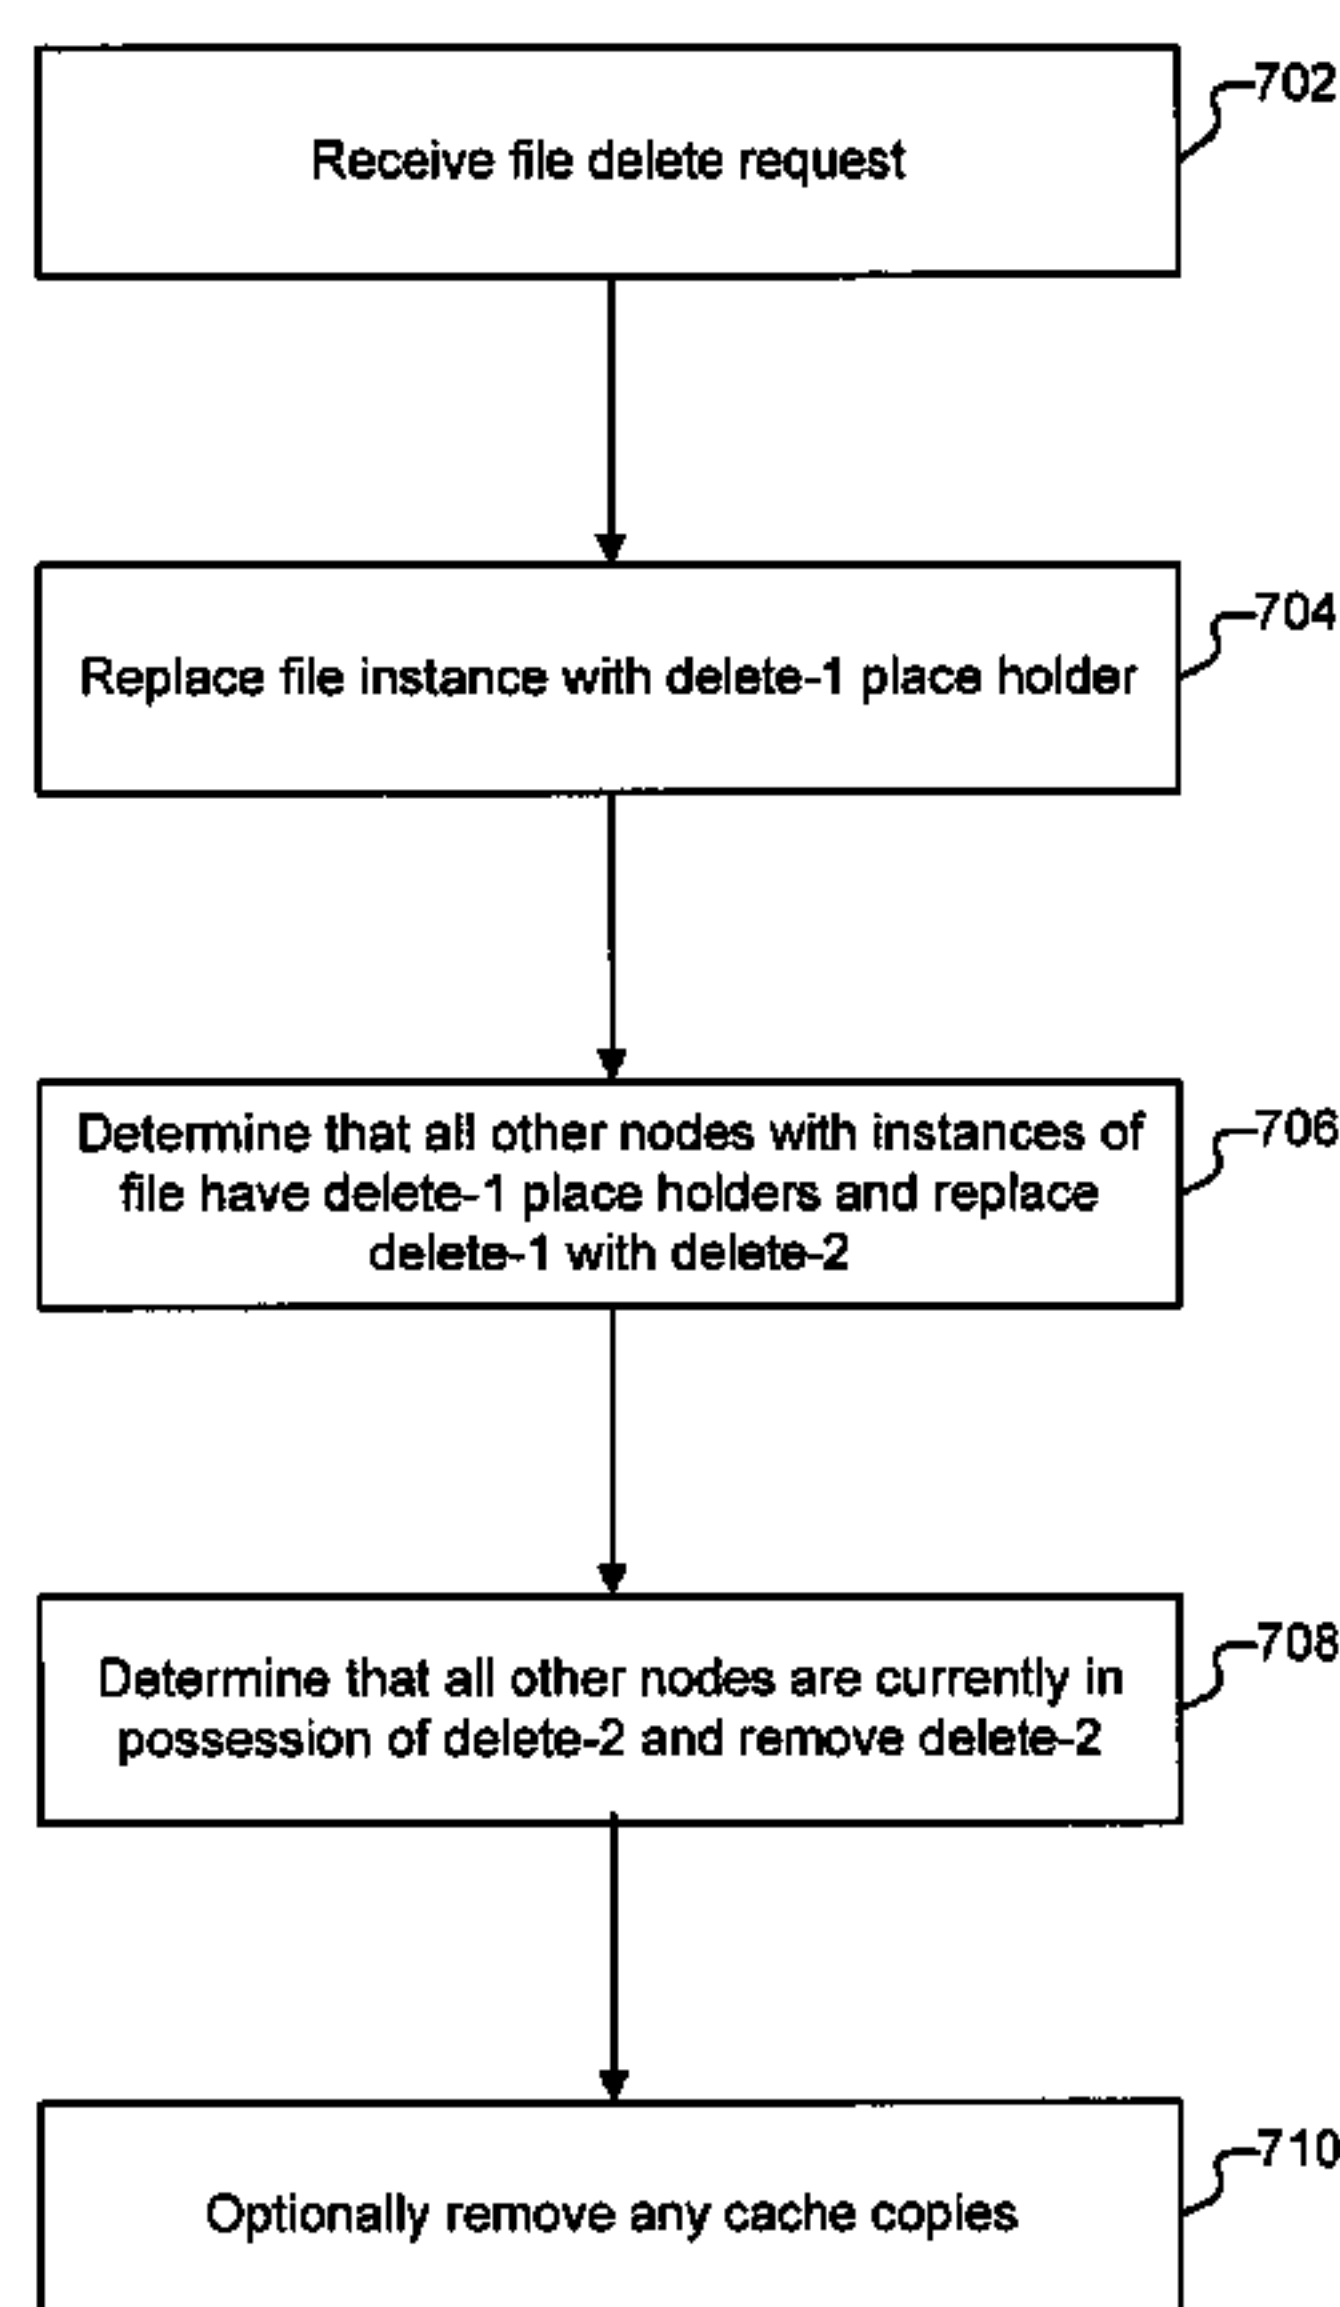 702
Receive file delete request
704
Replace file instance with delete-1 place holder
706
Determine that all other nodes with instances of
file have delete-1 place holders and replace
delete-1 with delete-2
708
Determine that all other nodes are currently in
possession of delete-2 and remove delete-2
710
Optionally remove any cache copies